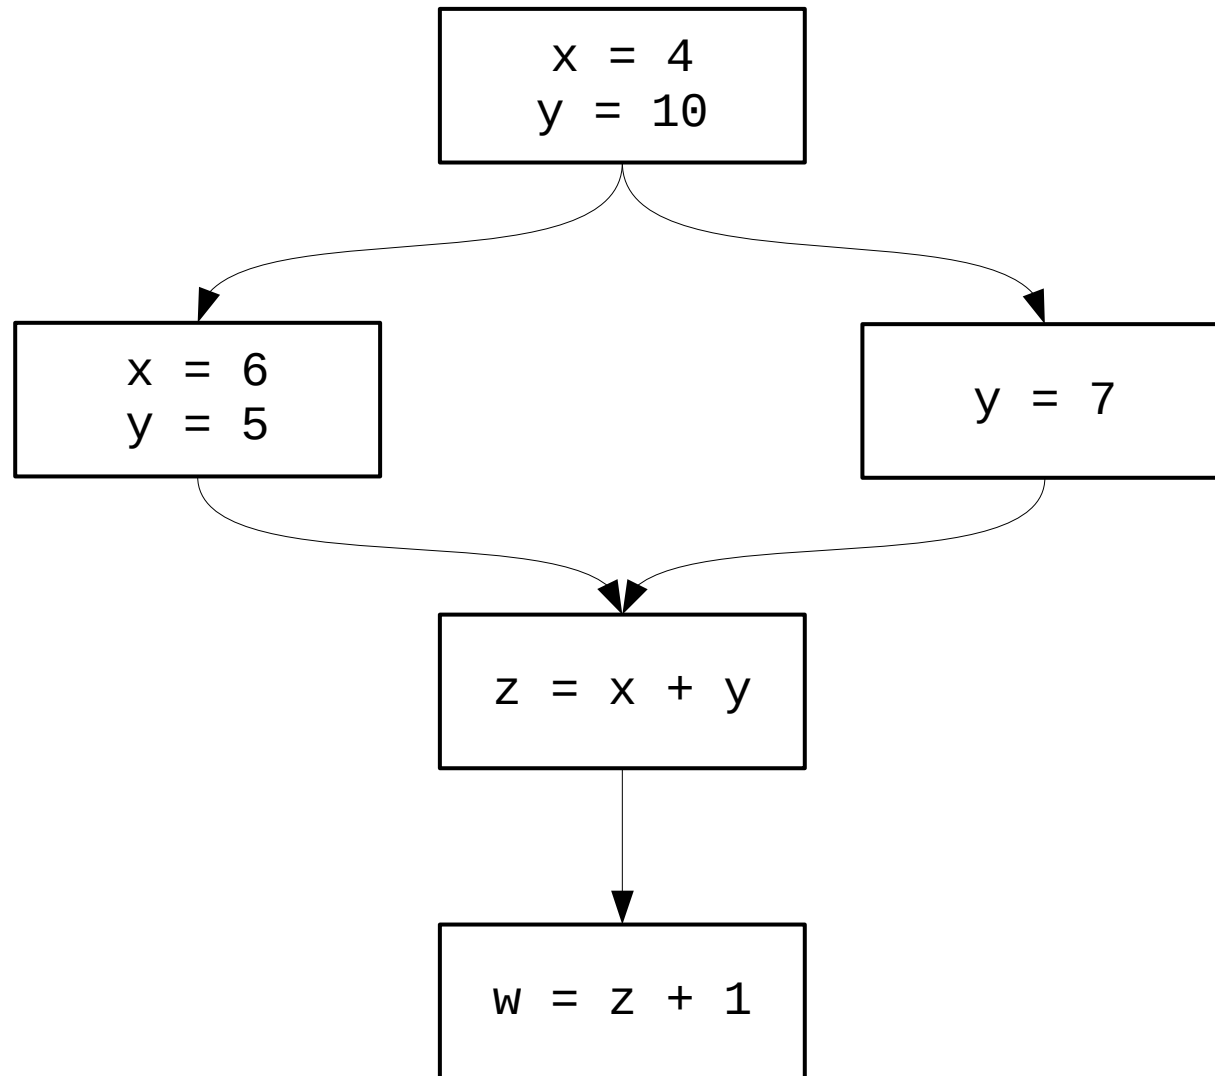 x = 4
y = 10
x = 6
y = 5
y = 7
z = x + y
w = z + 1